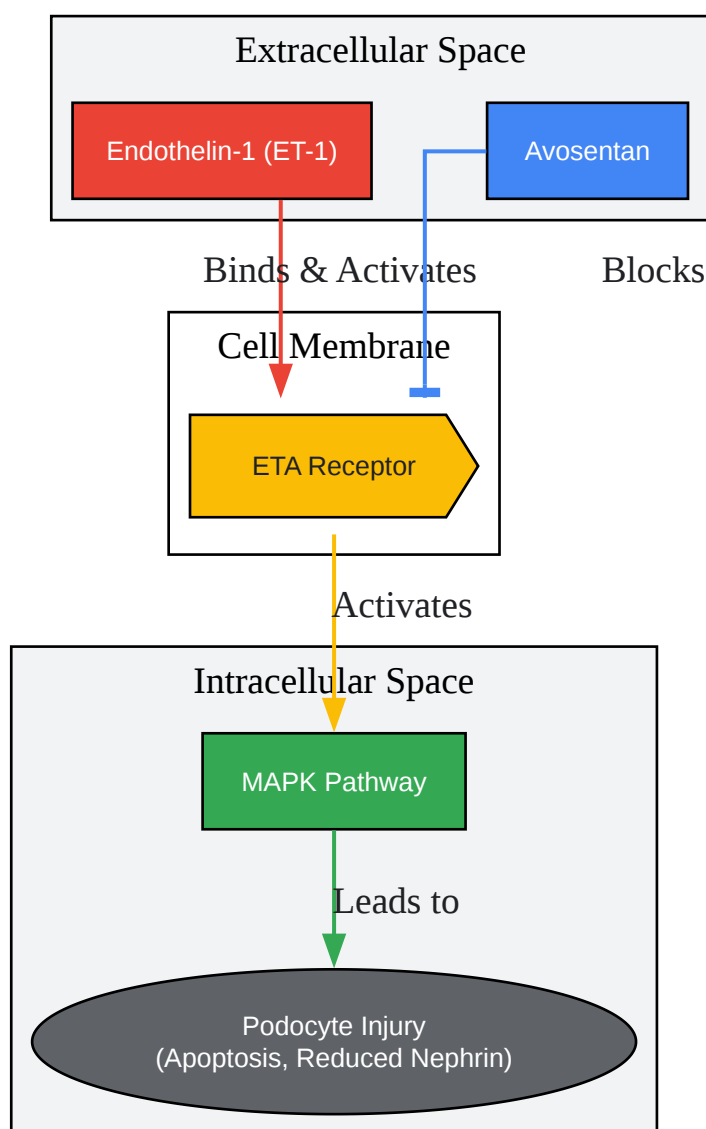 Extracellular Space
Endothelin-1 (ET-1)
Avosentan
Binds & Activates
Blocks
Cell Membrane
ETA Receptor
Activates
Intracellular Space
MAPK Pathway
Leads to
Podocyte Injury
(Apoptosis, Reduced Nephrin)